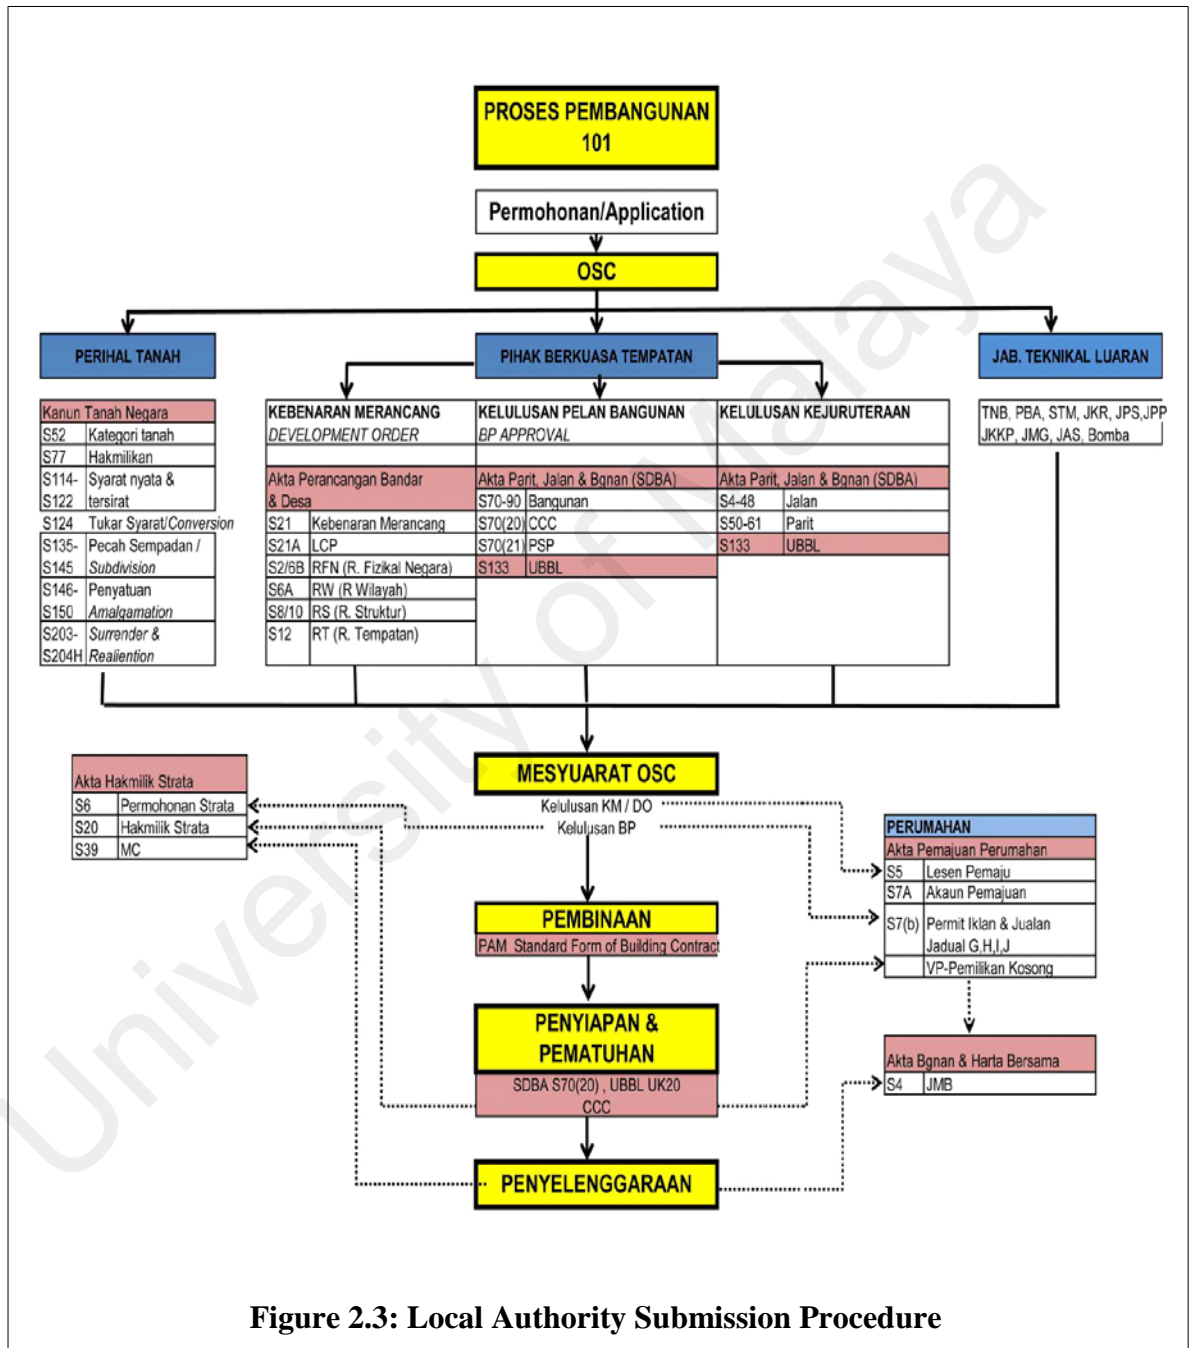 PROSES PEMBANGUNAN
101
Permohonan/Application
OSC
PERIHAL TANAH
PIHAK BERKUASA TEMPATAN
JAB. TEKNIKAL LUARAN
Kanun Tanah Negara
S52 Kategori tanah
S77 Hakmilikan
S114- Syarat nyata &
S122 tersirat
S124 Tukar Syarat/Conversion
S135- Pecah Sempadan /
S145 Subdivision
S146- Penyatuan
S150 Amalgamation
S203- Surrender &
S204H Realiention
KEBENARAN MERANCANG
DEVELOPMENT ORDER
Akta Perancangan Bandar
& Desa
S21 Kebenaran Merancang
S21A LCP
S2/6B RFN (R. Fizikal Negara)
S6A RW (R Wilayah)
S8/10 RS (R. Struktur)
S12 RT (R. Tempatan)
KELULUSAN PELAN BANGUNAN
BP APPROVAL
Akta Parit, Jalan & Bgnan (SDBA)
S70-90 Bangunan
S70(20) CCC
S70(21) PSP
S133 UBBL
KELULUSAN KEJURUTERAAN
Akta Parit, Jalan & Bgnan (SDBA)
S4-48 Jalan
S50-61 Parit
S133 UBBL
TNB, PBA, STM, JKR, JPS,JPP
JKKP, JMG, JAS, Bomba
MESYUARAT OSC
Kelulusan KM / DO
Kelulusan BP
Akta Hakmilik Strata
S6 Permohonan Strata
S20 Hakmilik Strata
S39 MC
PERUMAHAN
Akta Pemajuan Perumahan
S5 Lesen Pemaju
S7A Akaun Pemajuan
S7(b) Permit Iklan & Jualan
Jadual G,H,I,J
VP-Pemilikan Kosong
PEMBINAAN
PAM Standard Form of Building Contract
PENYIAPAN &
PEMATUHAN
SDBA S70(20) , UBBL UK20
CCC
Akta Bgnan & Harta Bersama
S4 JMB
PENYELENGGARAAN
Figure 2.3: Local Authority Submission Procedure
University of Malaya